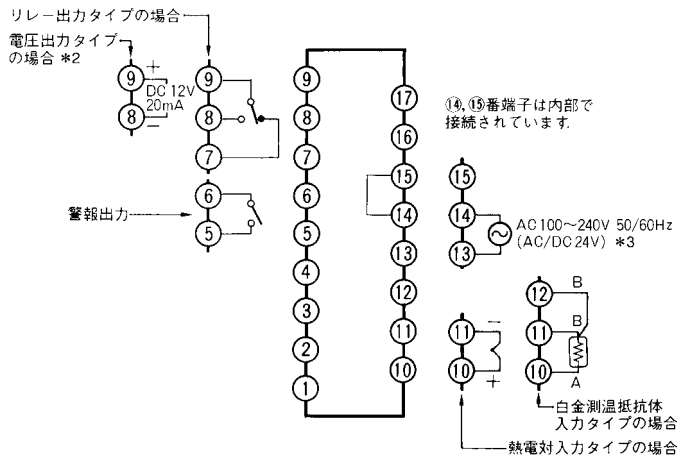 リレー出力タイプの場合
電圧出力タイプ
の場合 *2
9
+
DC 12V
20mA
8
−
9
8
7
6
5
警報出力
9
8
7
6
5
4
3
2
1
17
16
15
14
13
12
11
10
⑭,⑮番端子は内部で
接続されています.
15
14
13
AC100〜240V 50/60Hz
(AC/DC24V) *3
11
−
10
+
12
B
11
B
10
A
白金測温抵抗体
入力タイプの場合
熱電対入力タイプの場合